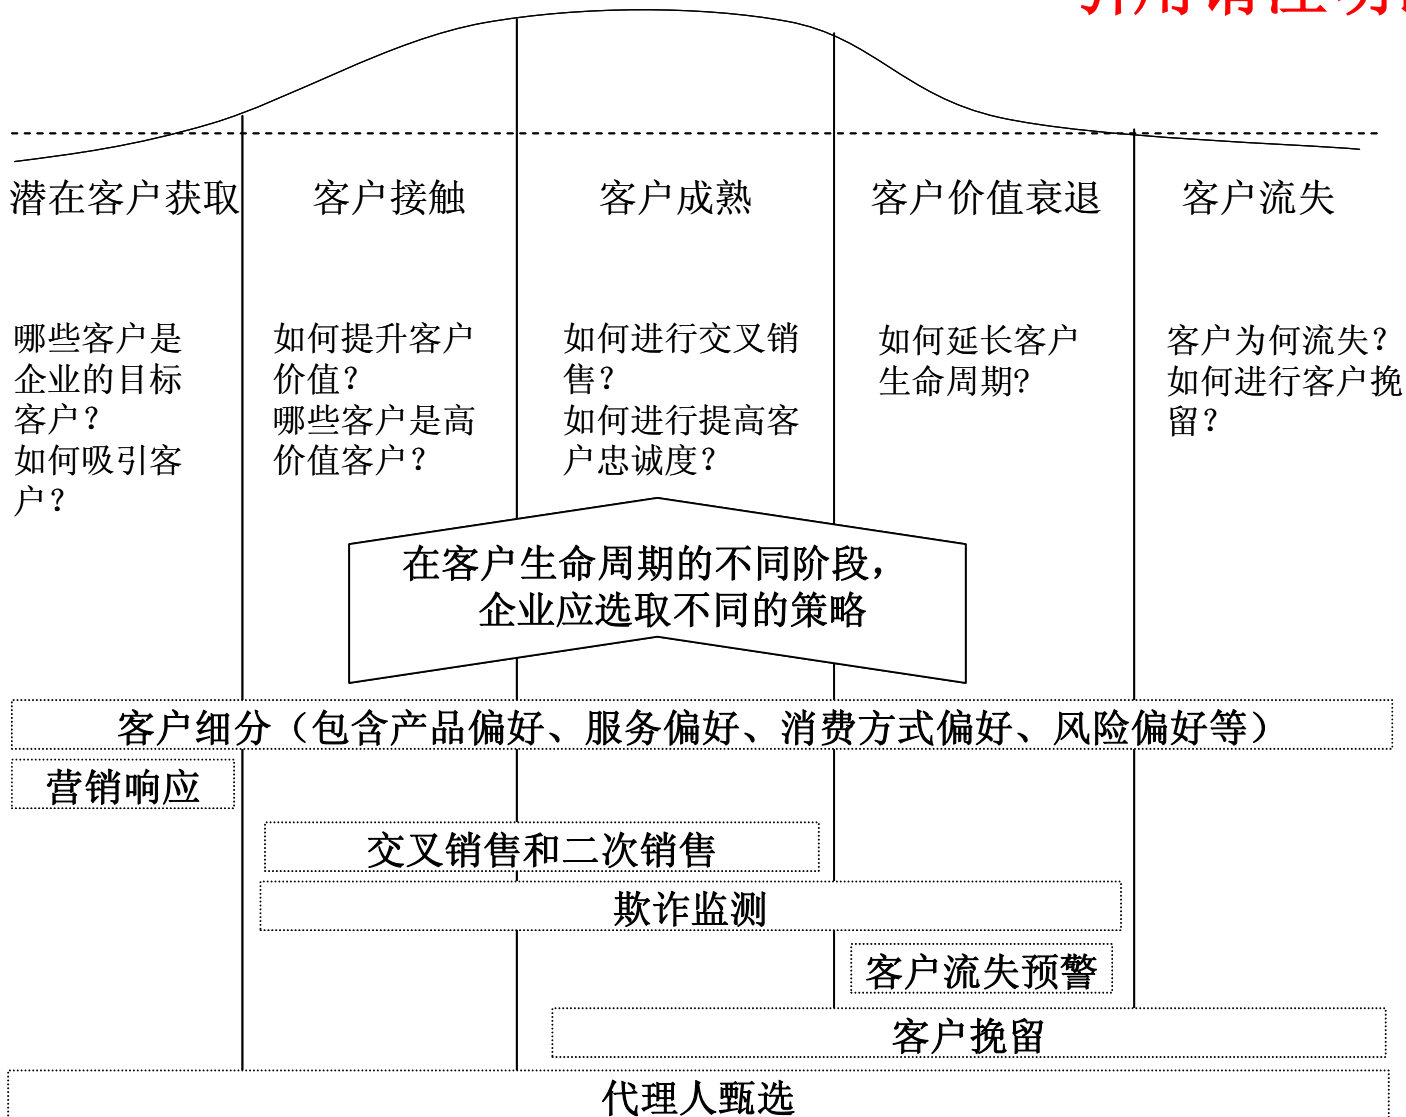 引用请注明
潜在客户获取
客户接触
客户成熟
客户价值衰退
客户流失
哪些客户是
企业的目标
客户？
如何吸引客
户？
如何提升客户
价值？
哪些客户是高
价值客户？
如何进行交叉销
售？
如何进行提高客
户忠诚度？
如何延长客户
生命周期?
客户为何流失？
如何进行客户挽
留？
在客户生命周期的不同阶段，
企业应选取不同的策略
客户细分（包含产品偏好、服务偏好、消费方式偏好、风险偏好等）
营销响应
交叉销售和二次销售
欺诈监测
客户流失预警
客户挽留
代理人甄选